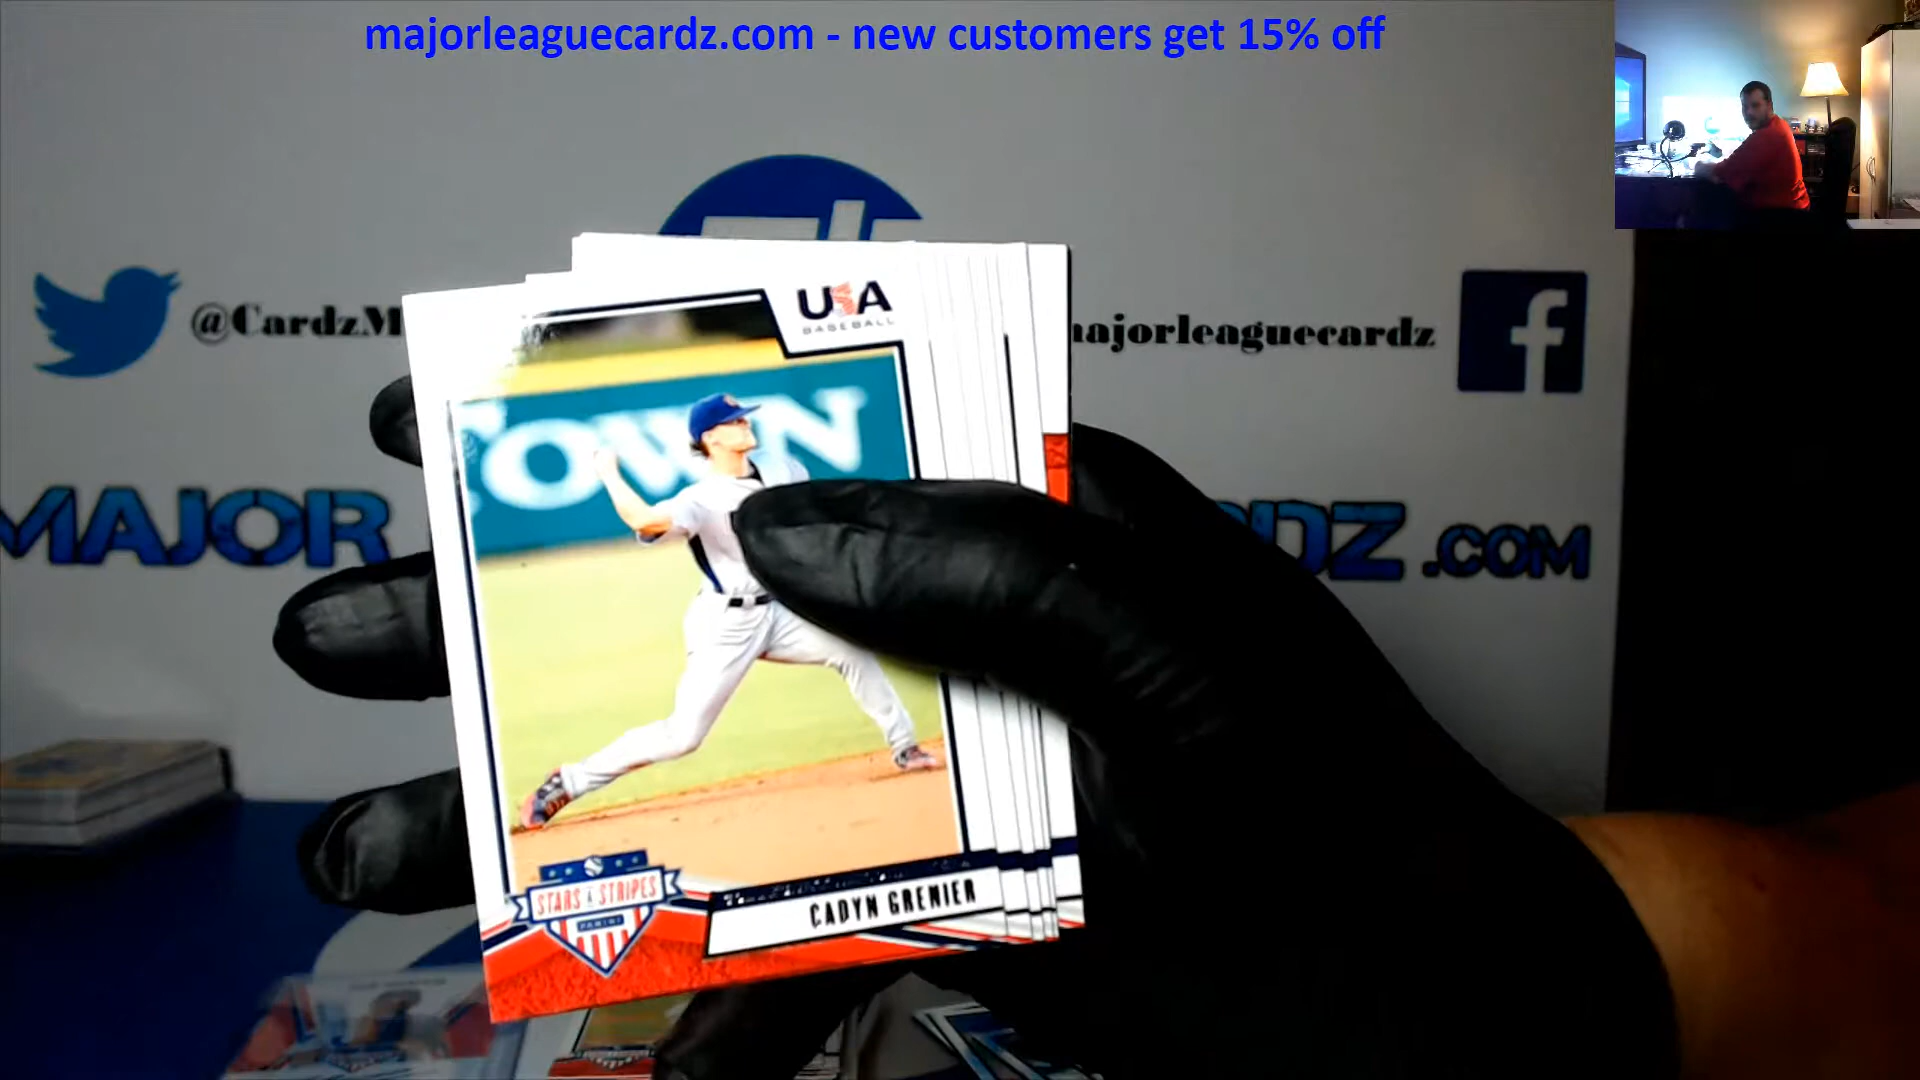 majorleaguecardz.com - new customers get 15% off
@CardzM
majorleaguecardz
MAJOR
DZ .COM
USA
BASEBALL
TOWN
STARS & STRIPES
PANINI
CADYN GRENIER